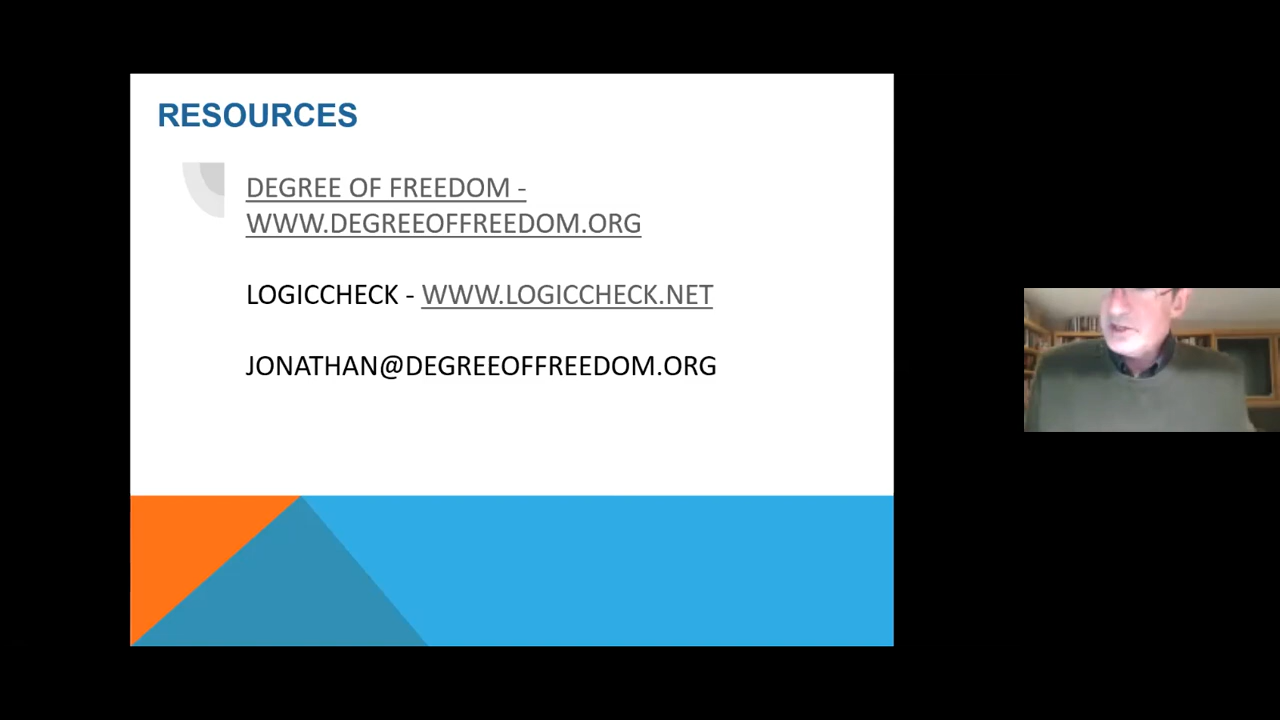 RESOURCES
DEGREE OF FREEDOM -
WWW.DEGREEOFFREEDOM.ORG
LOGICCHECK - WWW.LOGICCHECK.NET
JONATHAN@DEGREEOFFREEDOM.ORG